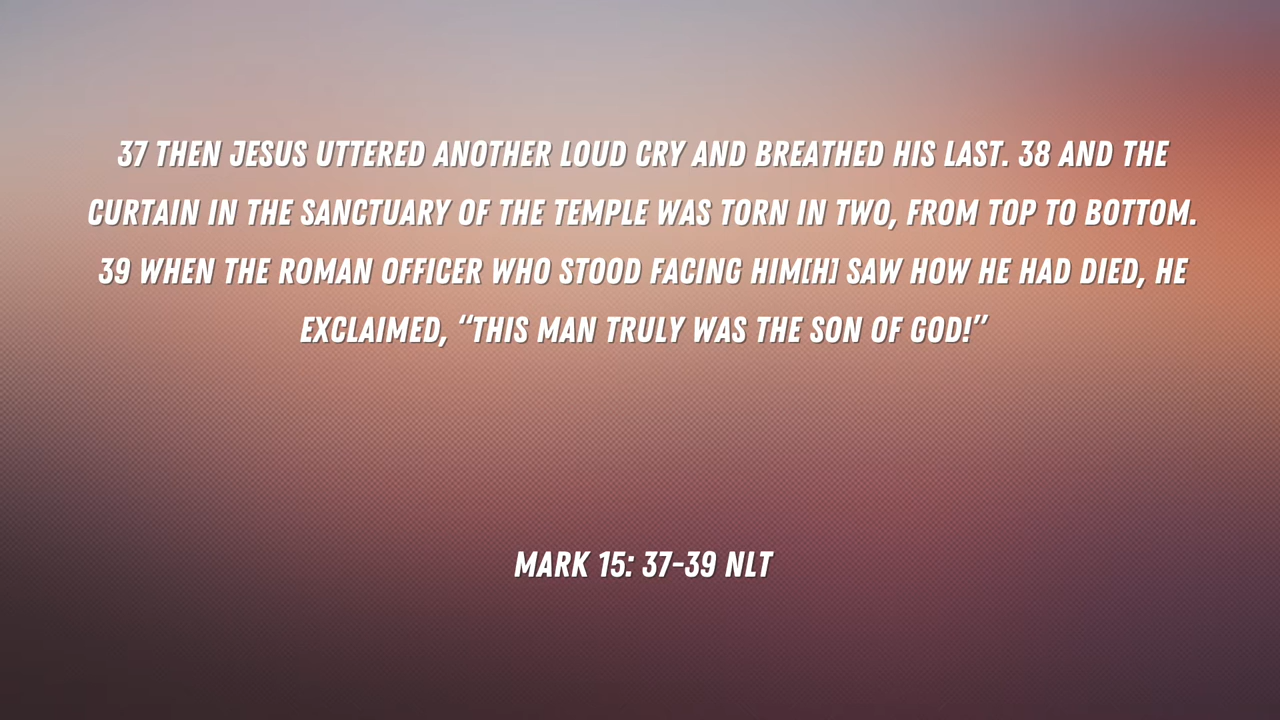 37 THEN JESUS UTTERED ANOTHER LOUD CRY AND BREATHED HIS LAST. 38 AND THE
CURTAIN IN THE SANCTUARY OF THE TEMPLE WAS TORN IN TWO, FROM TOP TO BOTTOM.
39 WHEN THE ROMAN OFFICER WHO STOOD FACING HIM[H] SAW HOW HE HAD DIED, HE
EXCLAIMED, “THIS MAN TRULY WAS THE SON OF GOD!”
MARK 15: 37-39 NLT